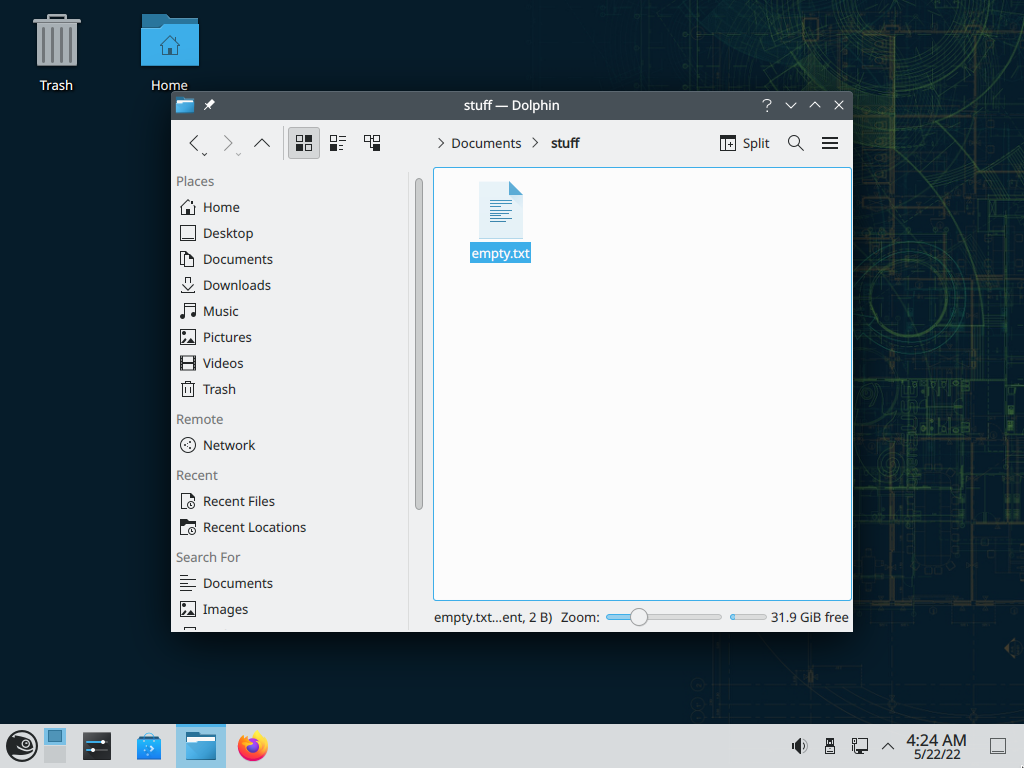 Trash
Home
stuff — Dolphin
Documents
stuff
Split
Places
Home
Desktop
Documents
Downloads
Music
Pictures
Videos
Trash
Remote
Network
Recent
Recent Files
Recent Locations
Search For
Documents
Images
empty.txt
empty.txt...ent, 2 B)
Zoom:
31.9 GiB free
4:24 AM
5/22/22